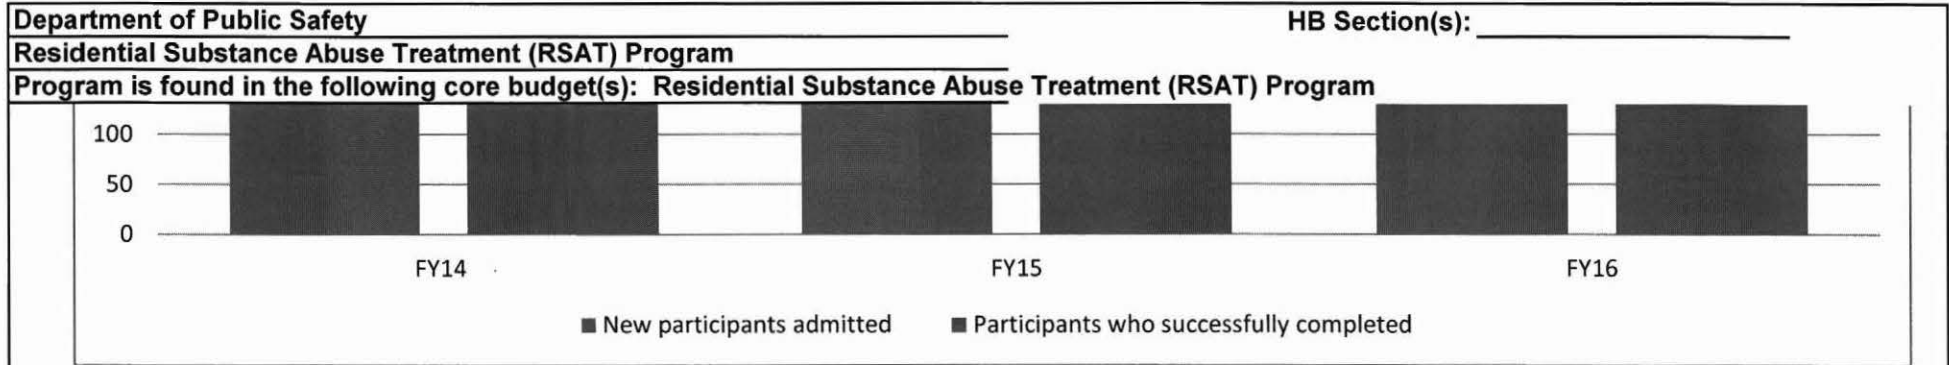 Department of Public Safety HB Section(s):
Residential Substance Abuse Treatment (RSAT) Program
Program is found in the following core budget(s): Residential Substance Abuse Treatment (RSAT) Program
100
50
0
FY14 FY15 FY16
New participants admitted Participants who successfully completed